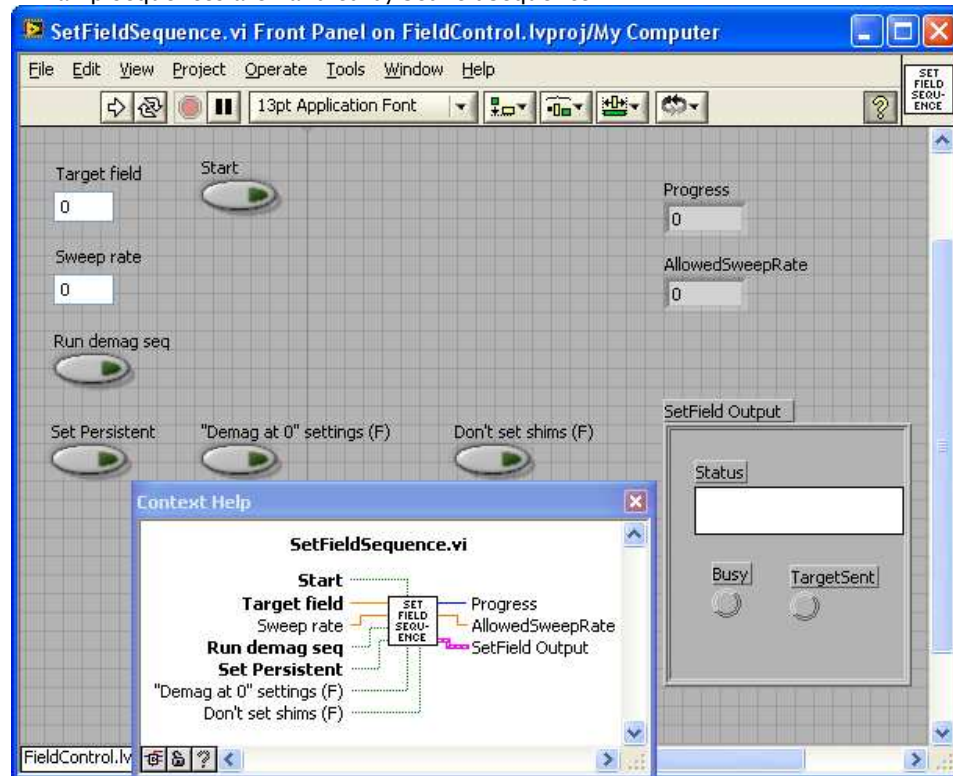 SetFieldSequence.vi Front Panel on FieldControl.lvproj/My Computer
File Edit View Project Operate Tools Window Help
13pt Application Font
SET FIELD SEQU- ENCE
Target field
0
Start
Progress
0
Sweep rate
0
AllowedSweepRate
0
Run demag seq
Set Persistent
"Demag at 0" settings (F)
Don't set shims (F)
SetField Output
Status
Busy
TargetSent
Context Help
SetFieldSequence.vi
Start
Target field
Sweep rate
Run demag seq
Set Persistent
"Demag at 0" settings (F)
Don't set shims (F)
SET FIELD SEQU- ENCE
Progress
AllowedSweepRate
SetField Output
FieldControl.lv